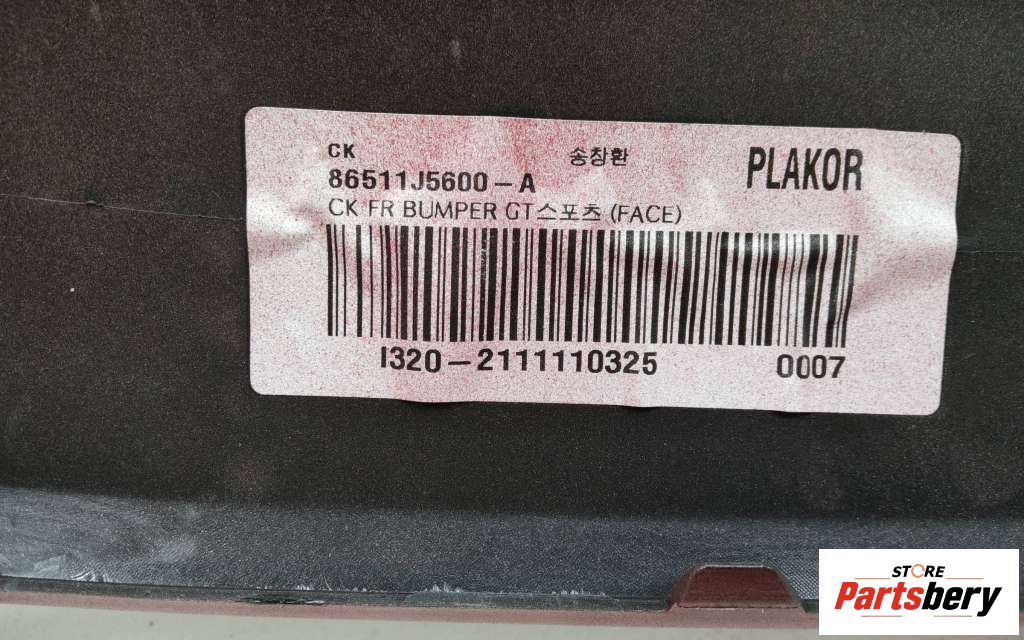 CK 송창환 PLAKOR
86511J5600-A
CK FR BUMPER GT스포츠 (FACE)
I320-2111110325 0007
STORE
Partsbery